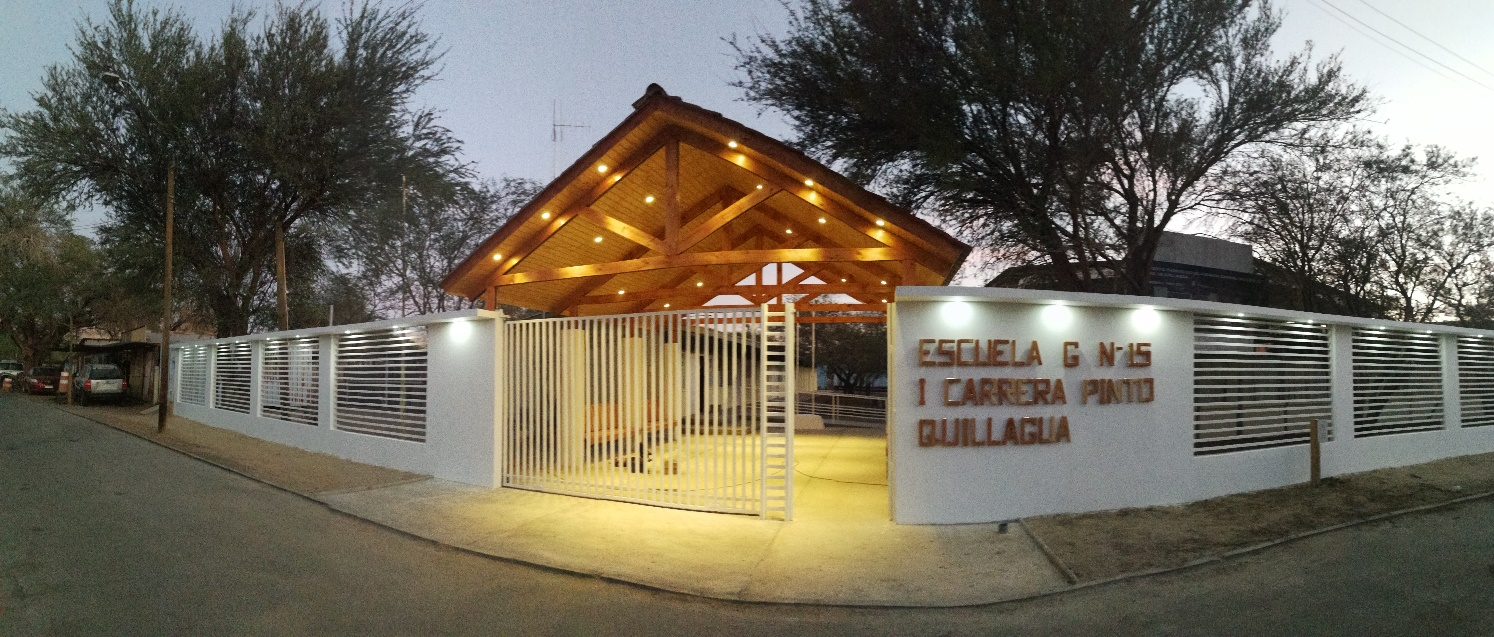 ESCUELA G N-15
I CARRERA PINTO
QUILLAGUA